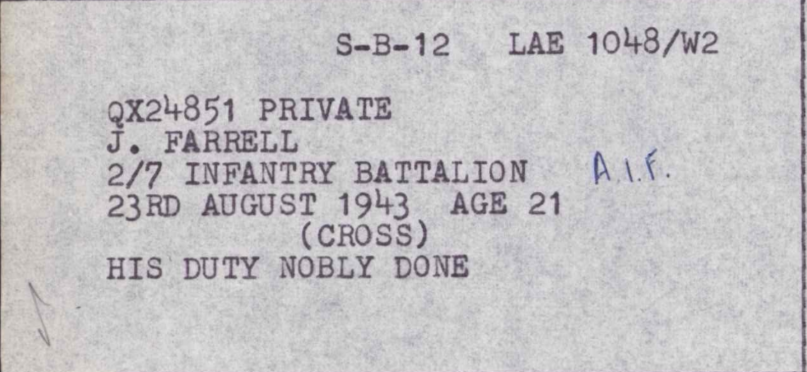 S-B-12 LAE 1048/W2
QX24851 PRIVATE
J. FARRELL
2/7 INFANTRY BATTALION A.I.F.
23RD AUGUST 1943 AGE 21
(CROSS)
HIS DUTY NOBLY DONE